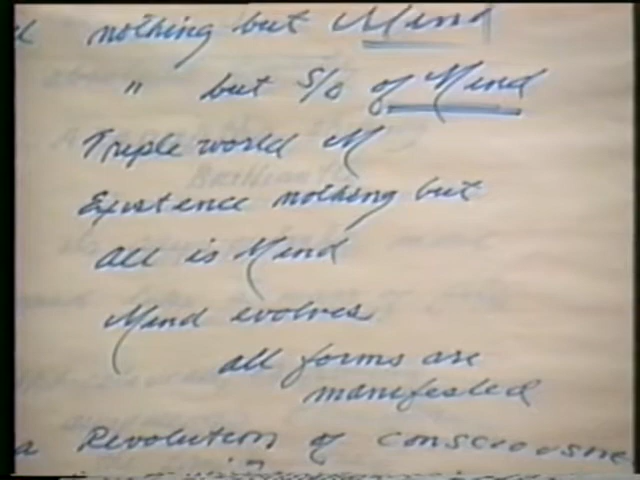 nothing but Mind
" but S/O of Mind
Triple world M
Existence nothing but
all is Mind
Mind evolves
all forms are
manifested
a Revolution of consciousne